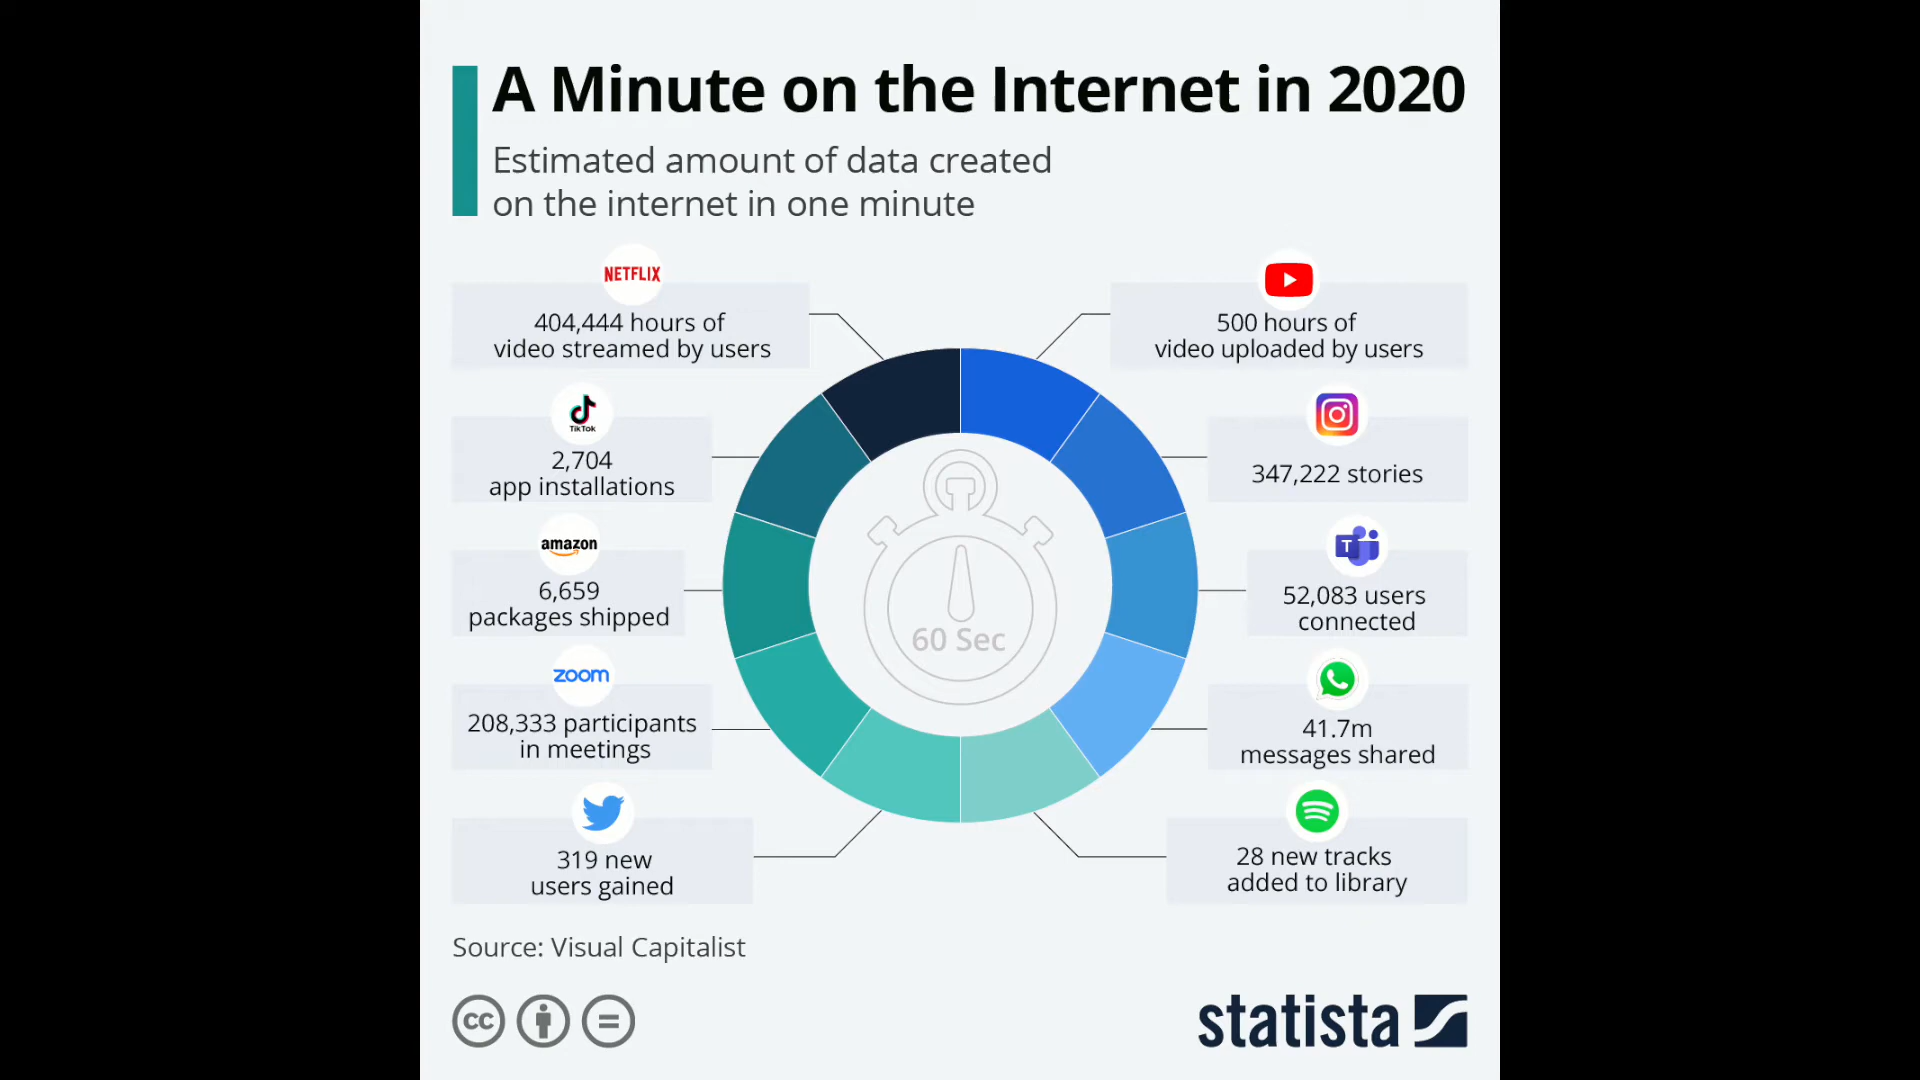 A Minute on the Internet in 2020
Estimated amount of data created
on the internet in one minute
NETFLIX
404,444 hours of
video streamed by users
500 hours of
video uploaded by users
TikTok
2,704
app installations
347,222 stories
amazon
6,659
packages shipped
T
52,083 users
connected
60 Sec
zoom
208,333 participants
in meetings
41.7m
messages shared
319 new
users gained
28 new tracks
added to library
Source: Visual Capitalist
cc
statista